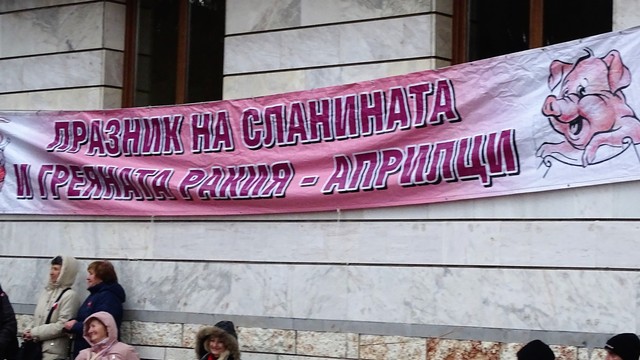 ПРАЗНИК НА СЛАНИНАТА
И ГРЕЯНАТА РАКИЯ - АПРИЛЦИ